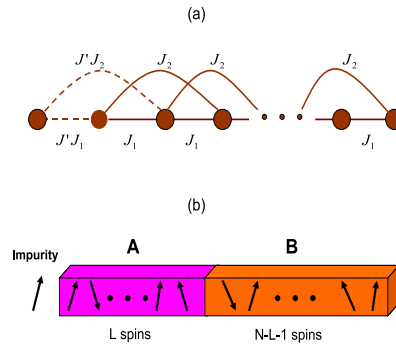 (a)
J'J₂ J₂ J₂ J₂
J'J₁ J₁ J₁ J₁
(b)
A B
Impurity
L spins N-L-1 spins